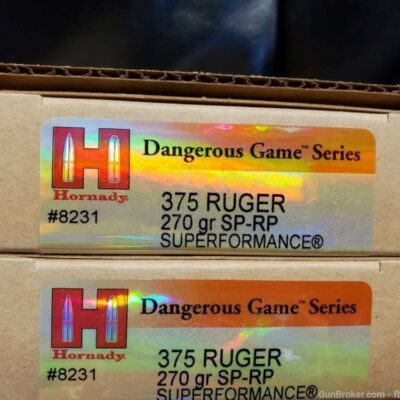 Dangerous Game™ Series
Hornady
375 RUGER
#8231
270 gr SP-RP
SUPERFORMANCE®
Dangerous Game™ Series
Hornady
375 RUGER
#8231
270 gr SP-RP
SUPERFORMANCE®
GunBroker.com